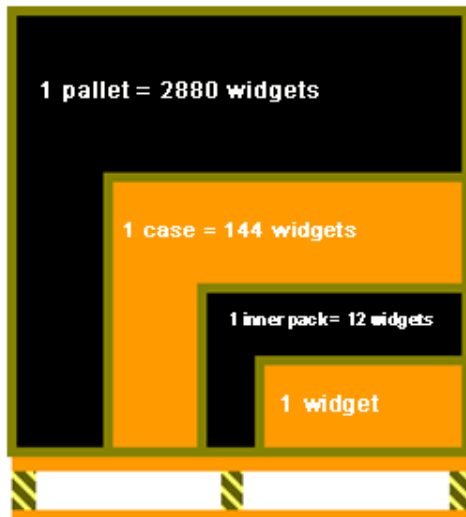 1 pallet = 2880 widgets
1 case = 144 widgets
1 inner pack= 12 widgets
1 widget